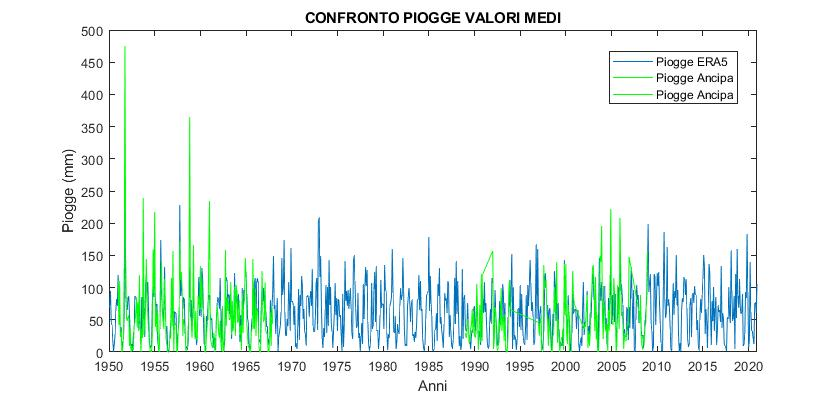 CONFRONTO PIOGGE VALORI MEDI
500
450
400
350
300
250
200
150
100
50
0
Piogge (mm)
Piogge ERA5
Piogge Ancipa
Piogge Ancipa
1950 1955 1960 1965 1970 1975 1980 1985 1990 1995 2000 2005 2010 2015 2020
Anni